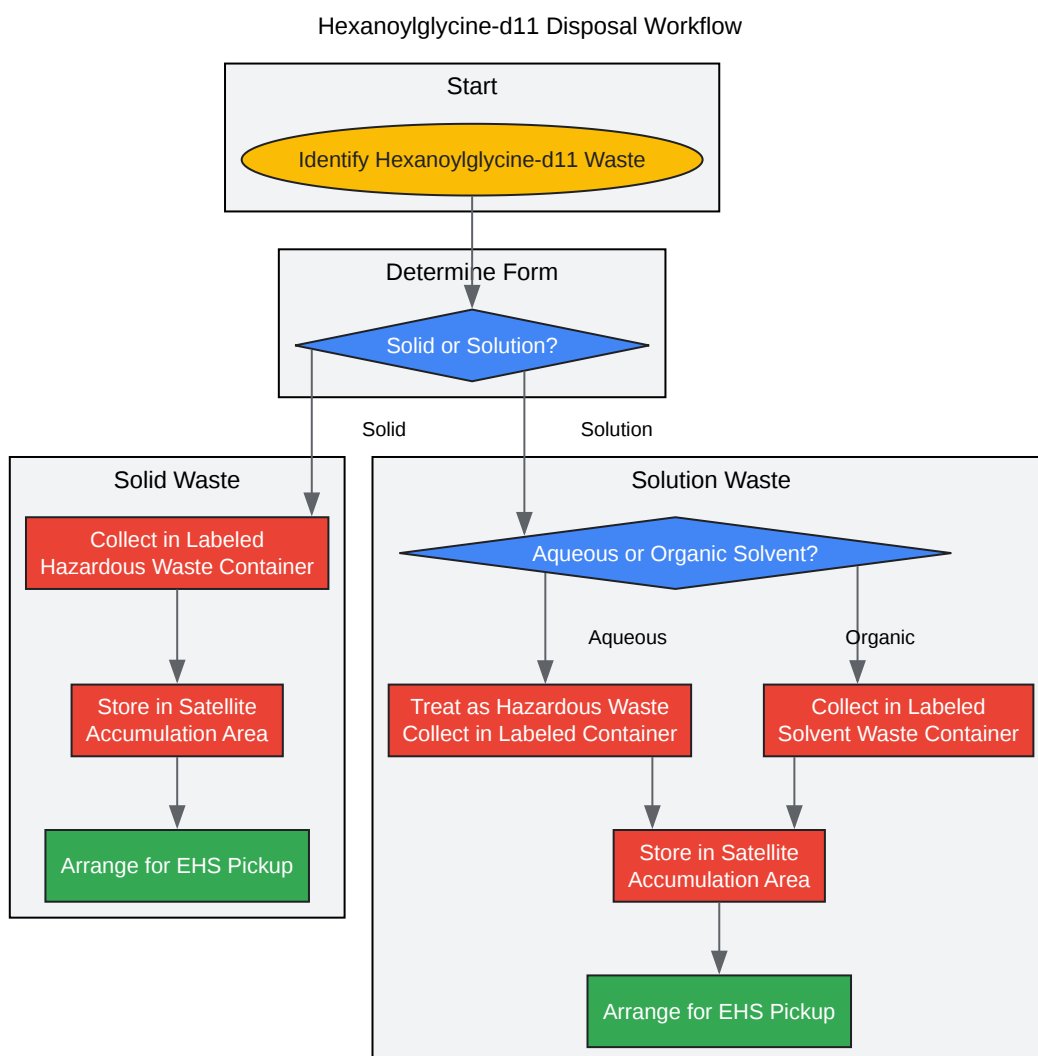 Hexanoylglycine-d11 Disposal Workflow
Start
Identify Hexanoylglycine-d11 Waste
Determine Form
Solid or Solution?
Solid
Solution
Solid Waste
Collect in Labeled
Hazardous Waste Container
Store in Satellite
Accumulation Area
Arrange for EHS Pickup
Solution Waste
Aqueous or Organic Solvent?
Aqueous
Organic
Treat as Hazardous Waste
Collect in Labeled Container
Collect in Labeled
Solvent Waste Container
Store in Satellite
Accumulation Area
Arrange for EHS Pickup